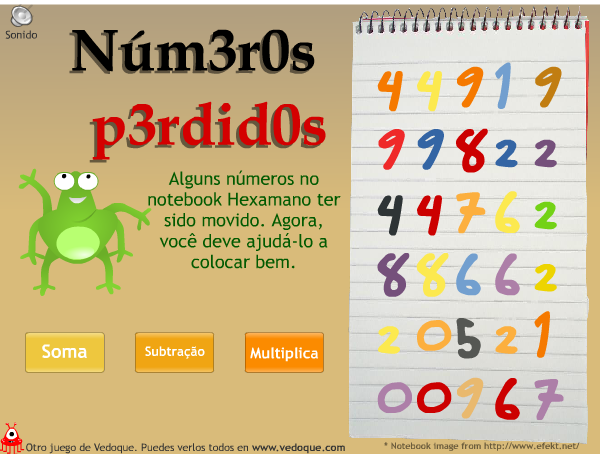 Sonido
Núm3r0s
p3rdid0s
Alguns números no
notebook Hexamano ter
sido movido. Agora,
você deve ajudá-lo a
colocar bem.
Soma
Subtração
Multiplica
4 4 9 1 9
9 9 8 2 2
4 4 7 6 2
8 8 6 6 2
2 0 5 2 1
0 0 9 6 7
Otro juego de Vedoque. Puedes verlos todos en www.vedoque.com
* Notebook image from http://www.efekt.net/